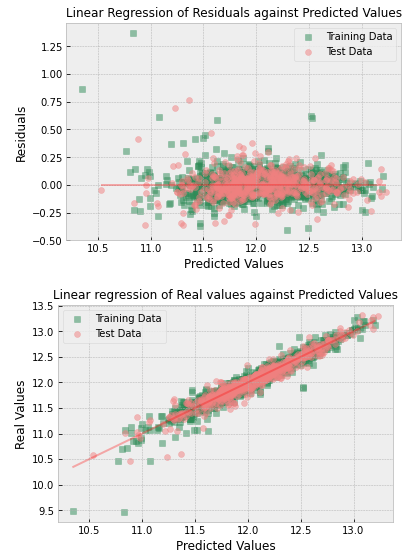 Linear Regression of Residuals against Predicted Values
Training Data
Test Data
Residuals
1.25
1.00
0.75
0.50
0.25
0.00
−0.25
−0.50
10.5 11.0 11.5 12.0 12.5 13.0
Predicted Values
Linear regression of Real values against Predicted Values
Training Data
Test Data
Real Values
13.5
13.0
12.5
12.0
11.5
11.0
10.5
10.0
9.5
10.5 11.0 11.5 12.0 12.5 13.0
Predicted Values